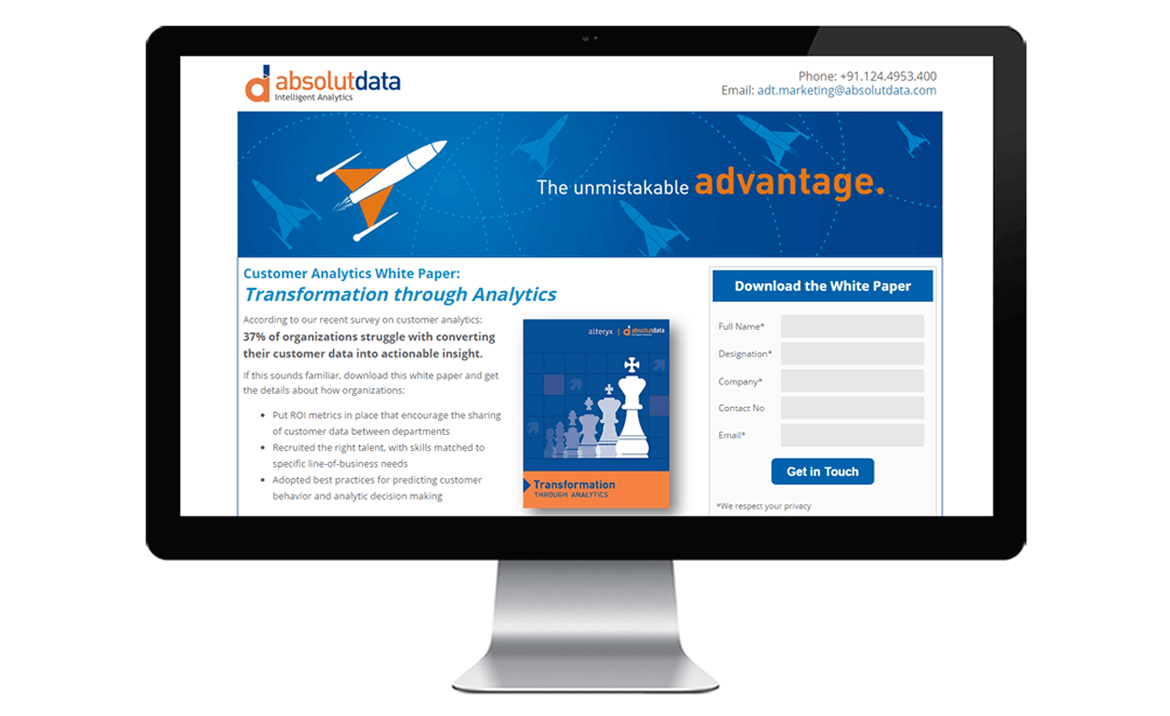 absolutdata
Intelligent Analytics
Phone: +91.124.4953.400
Email: adt.marketing@absolutdata.com
The unmistakable advantage.
Customer Analytics White Paper:
Transformation through Analytics
According to our recent survey on customer analytics:
37% of organizations struggle with converting
their customer data into actionable insight.
If this sounds familiar, download this white paper and get
the details about how organizations:
• Put ROI metrics in place that encourage the sharing
of customer data between departments
• Recruited the right talent, with skills matched to
specific line-of-business needs
• Adopted best practices for predicting customer
behavior and analytic decision making
alteryx | absolutdata
Transformation
THROUGH ANALYTICS
Download the White Paper
Full Name*
Designation*
Company*
Contact No
Email*
Get in Touch
*We respect your privacy